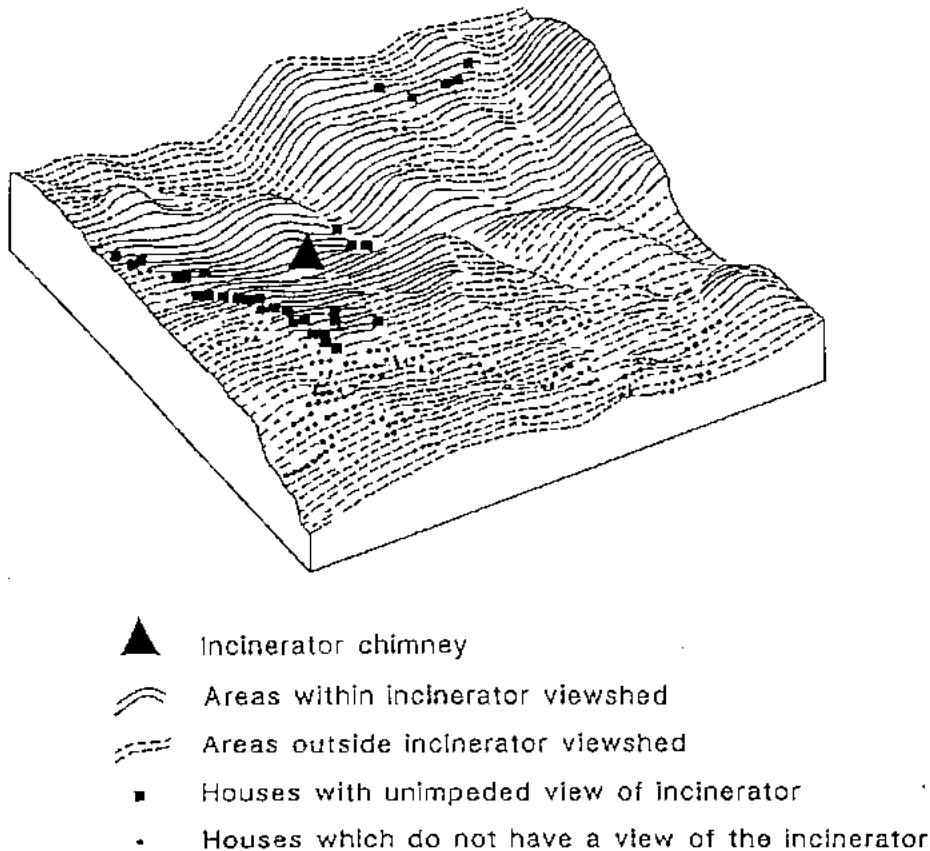 Incinerator chimney
Areas within incinerator viewshed
Areas outside incinerator viewshed
Houses with unimpeded view of incinerator
Houses which do not have a view of the incinerator